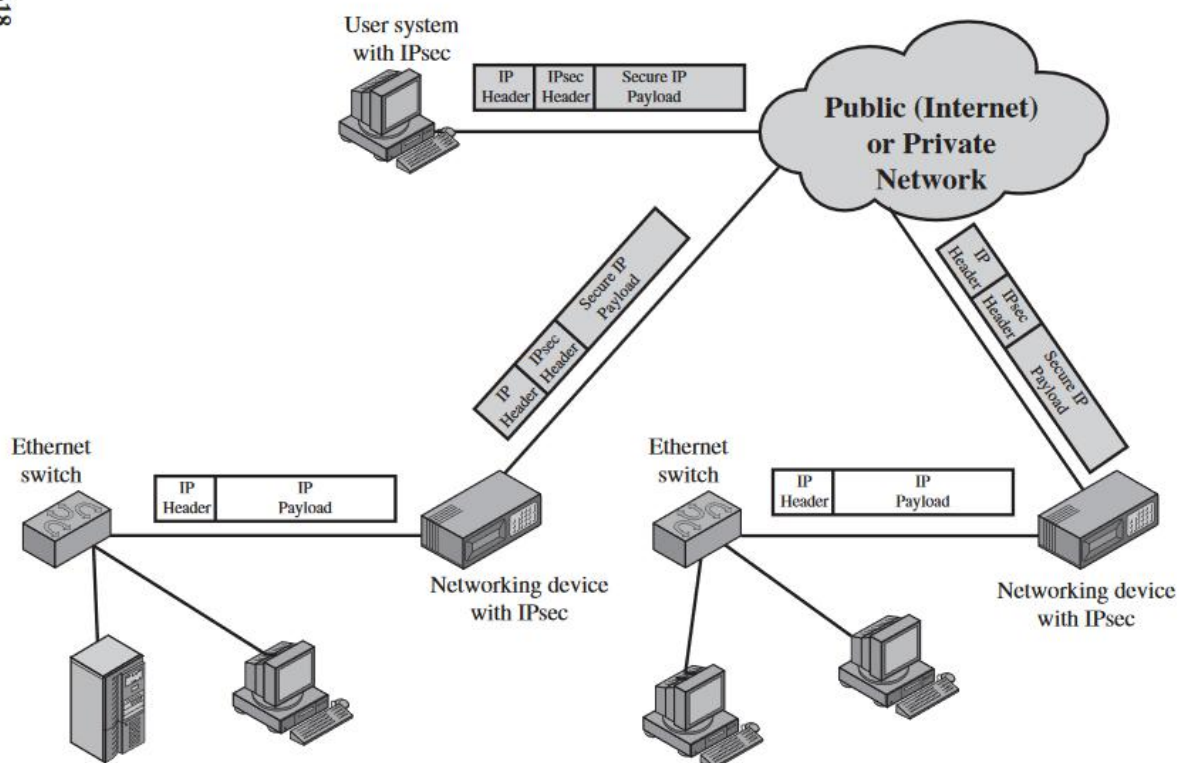 18
User system
with IPsec
IP
Header
IPsec
Header
Secure IP
Payload
Public (Internet)
or Private
Network
IP
Header
IPsec
Header
Secure IP
Payload
IP
Header
IPsec
Header
Secure IP
Payload
Ethernet
switch
IP
Header
IP
Payload
Networking device
with IPsec
Ethernet
switch
IP
Header
IP
Payload
Networking device
with IPsec